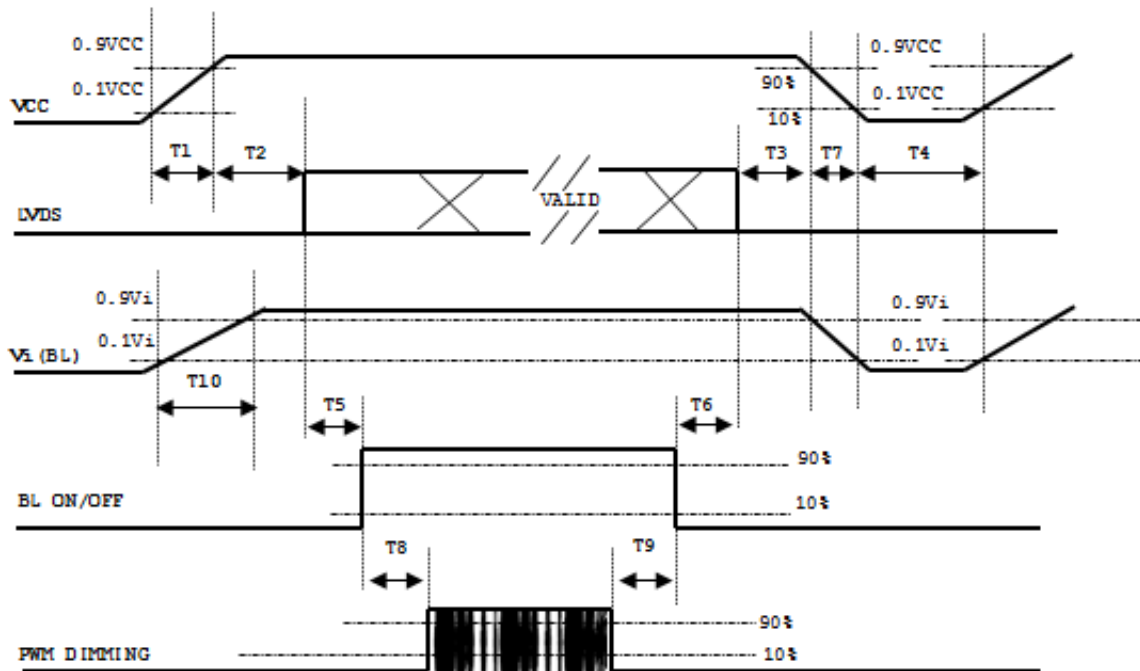 0.9VCC
0.9VCC
90%
0.1VCC
0.1VCC
VCC
10%
T1
T2
T3
T7
T4
VALID
LVDS
0.9Vi
0.9Vi
0.1Vi
0.1Vi
Vi(BL)
T10
T5
T6
90%
BL ON/OFF
10%
T8
T9
90%
PWM DIMMING
10%